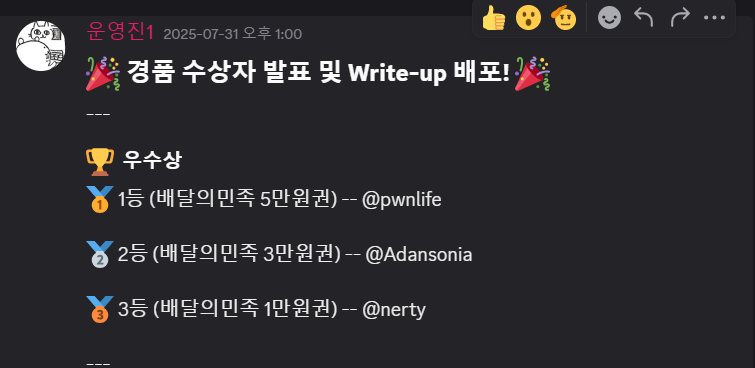 운영진1 2025-07-31 오후 1:00
🎉 경품 수상자 발표 및 Write-up 배포! 🎉
---
🏆 우수상
🥇 1등 (배달의민족 5만원권) -- @pwnlife
🥈 2등 (배달의민족 3만원권) -- @Adansonia
🥉 3등 (배달의민족 1만원권) -- @nerty
---